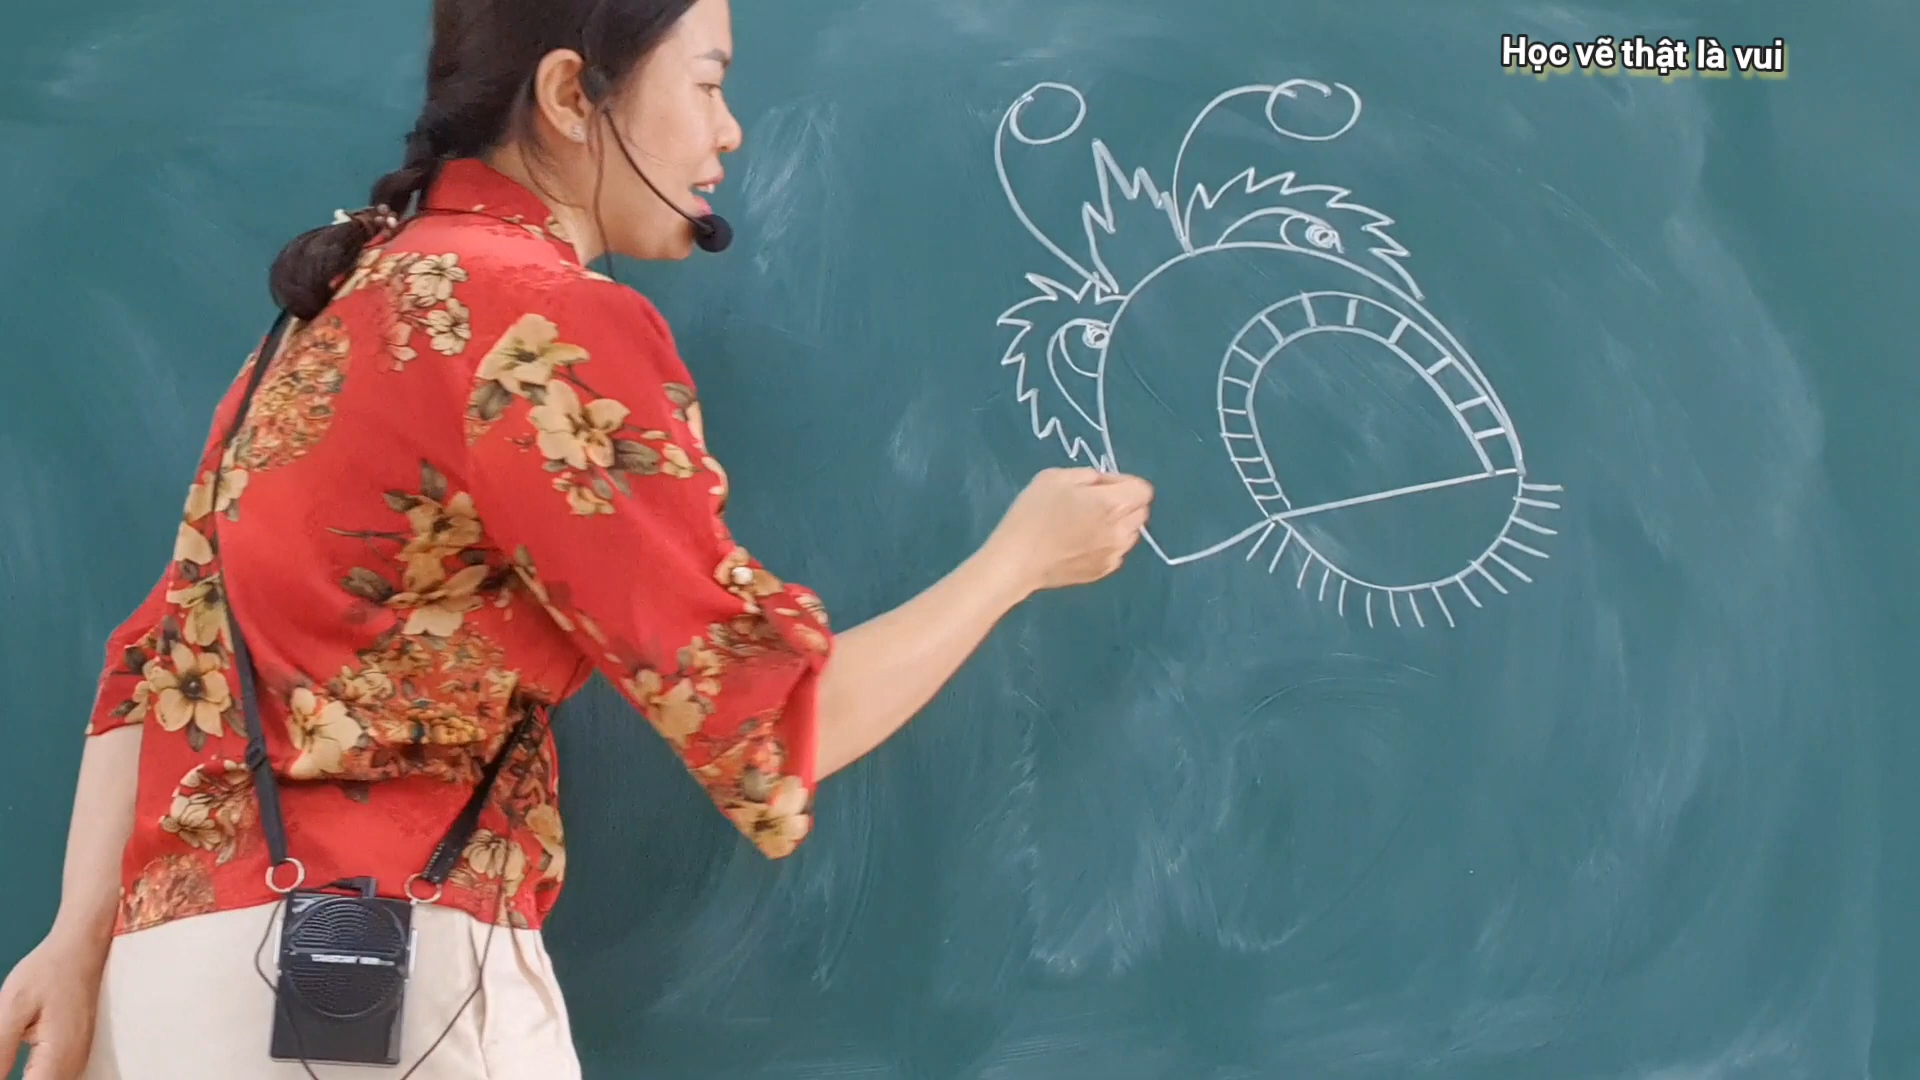 Học vẽ thật là vui